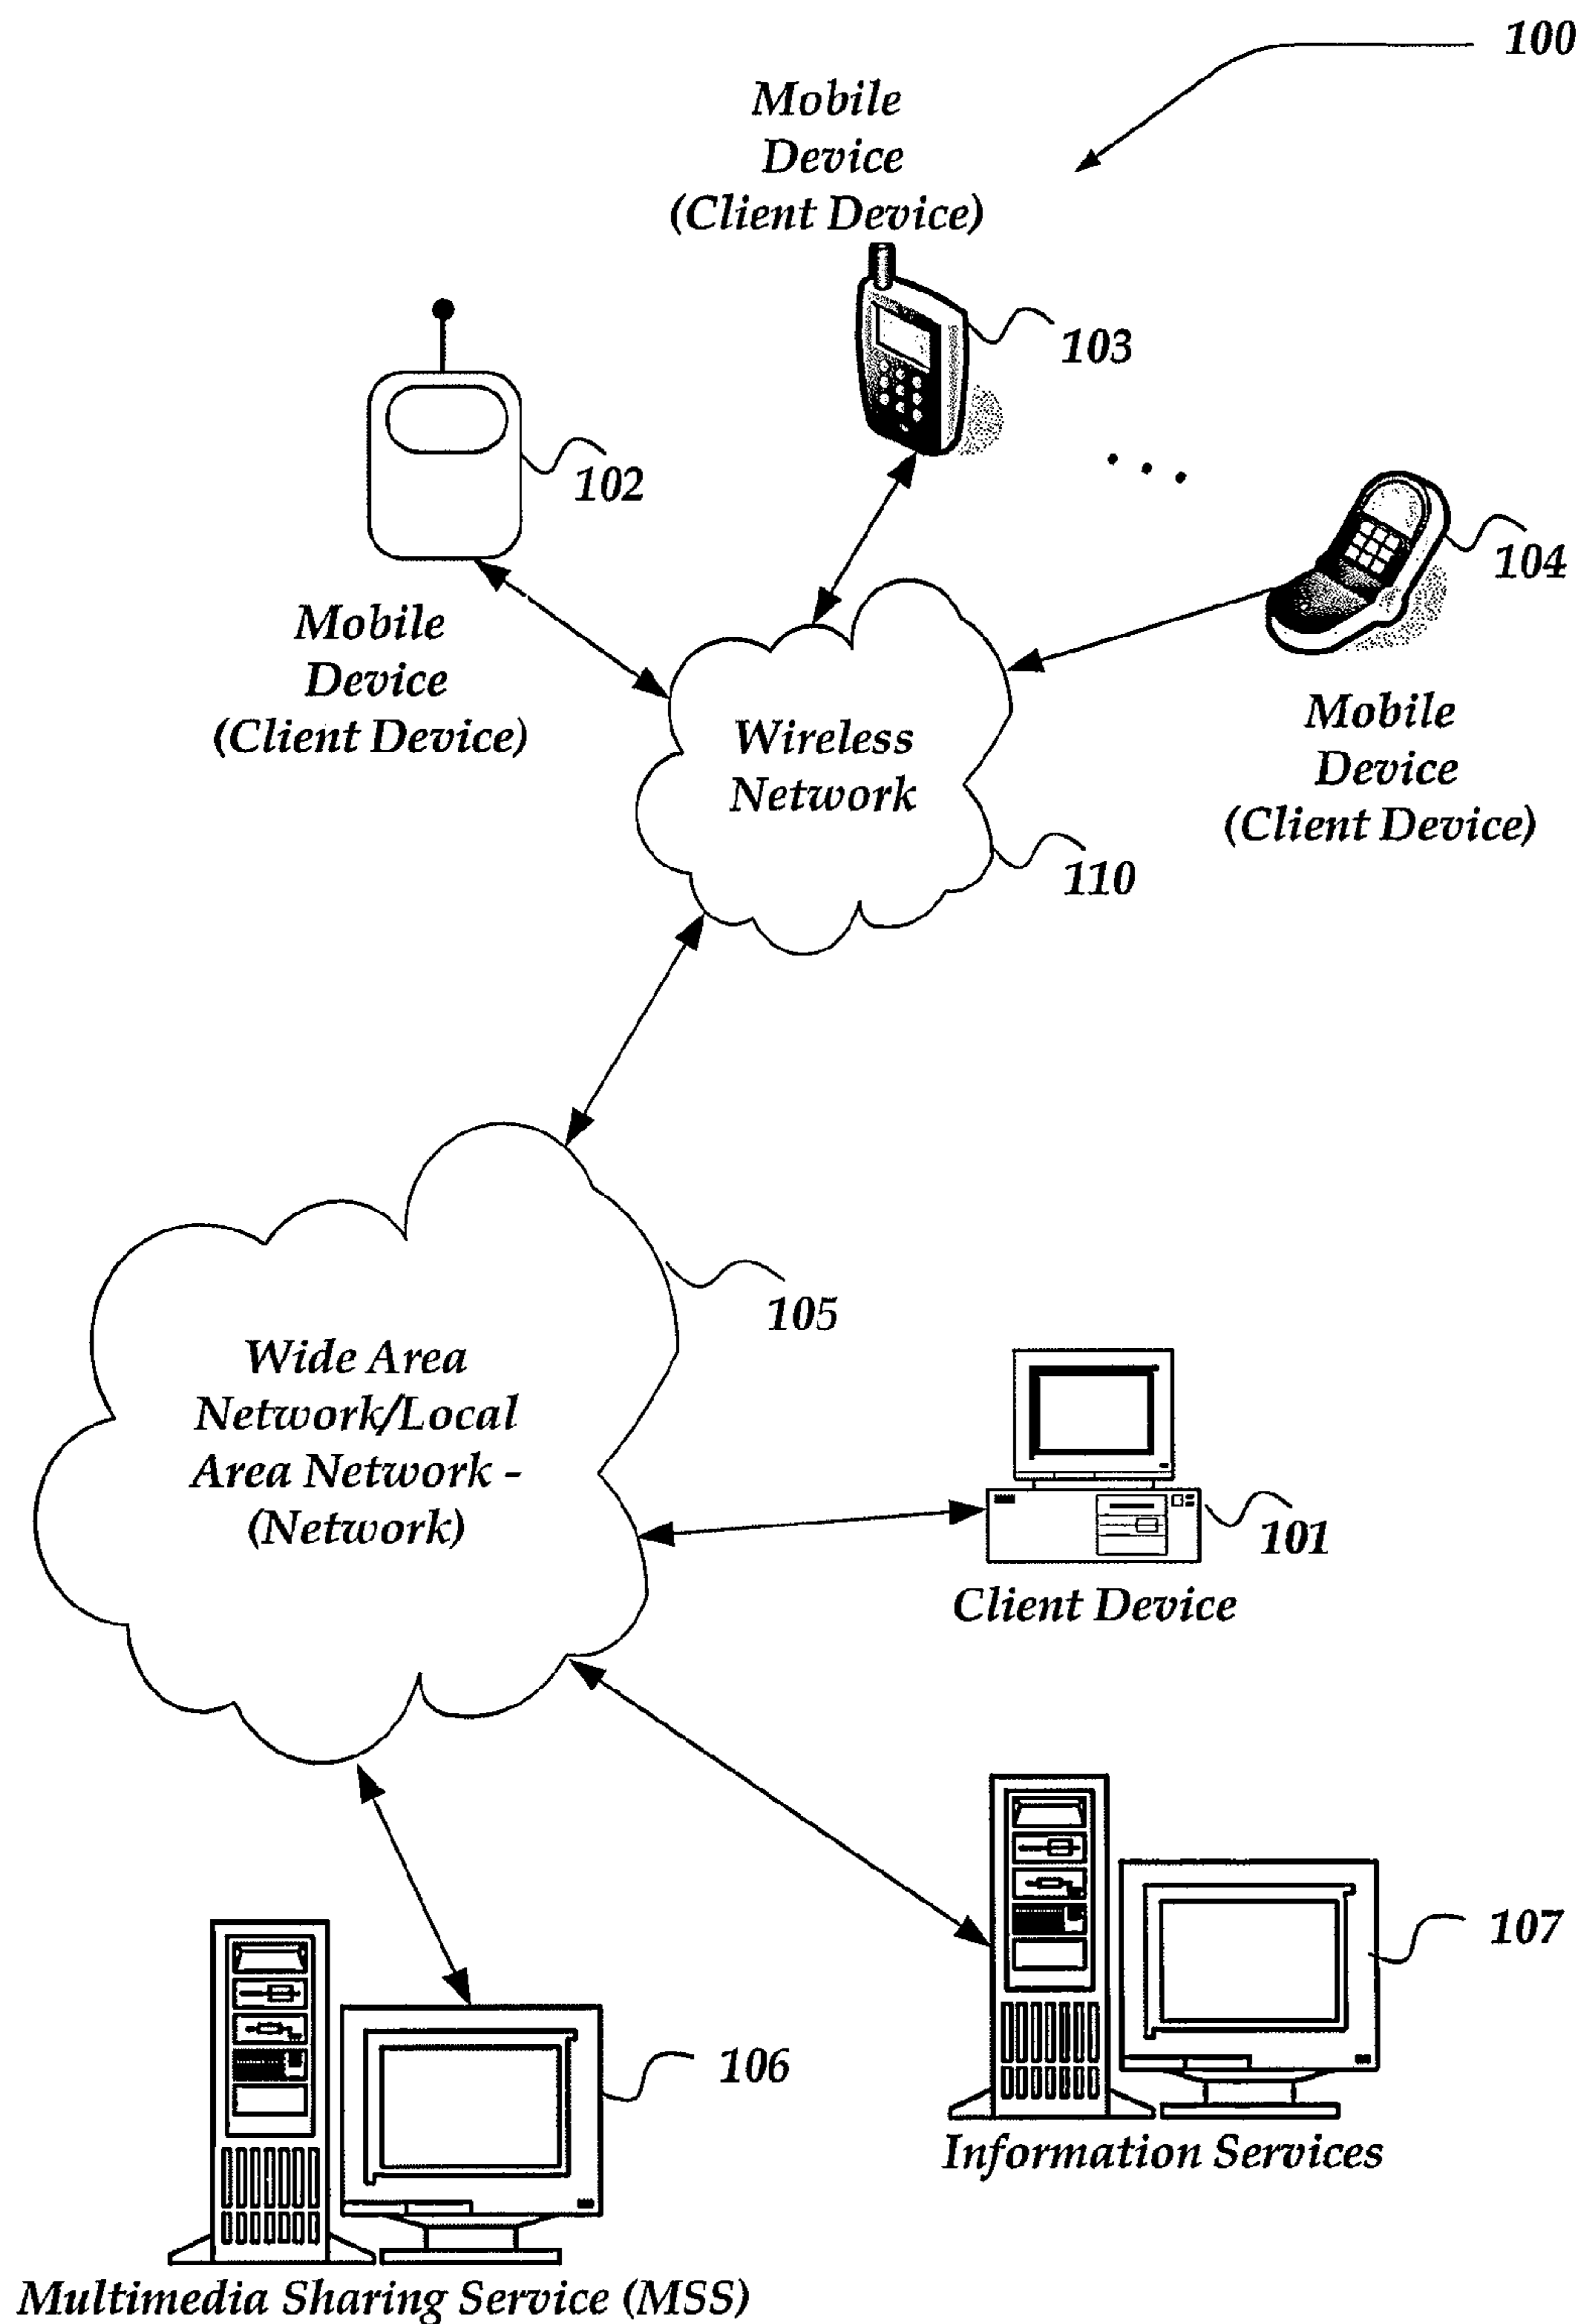 100
Mobile
Device
(Client Device)
103
102
104
Mobile
Device
(Client Device)
Mobile
Device
(Client Device)
Wireless
Network
110
105
Wide Area
Network/Local
Area Network -
(Network)
101
Client Device
107
106
Information Services
Multimedia Sharing Service (MSS)